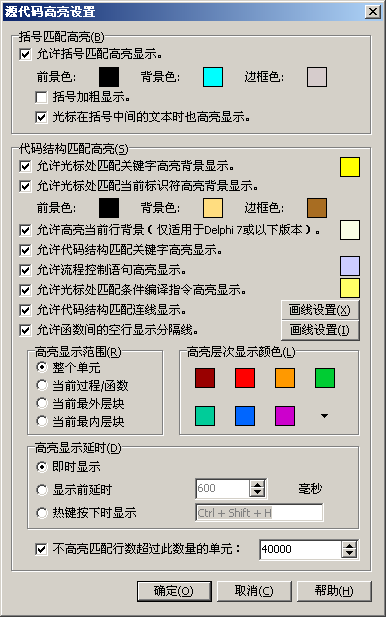 源代码高亮设置
括号匹配高亮(B)
允许括号匹配高亮显示。
前景色: 背景色: 边框色:
括号加粗显示。
光标在括号中间的文本时也高亮显示。
代码结构匹配高亮(S)
允许光标处匹配关键字高亮背景显示。
允许光标处匹配当前标识符高亮背景显示。
前景色: 背景色: 边框色:
允许高亮当前行背景（仅适用于Delphi 7或以下版本）。
允许代码结构匹配关键字高亮显示。
允许流程控制语句高亮显示。
允许光标处匹配条件编译指令高亮显示。
允许代码结构匹配连线显示。 画线设置(X)
允许函数间的空行显示分隔线。 画线设置(I)
高亮显示范围(R)
整个单元
当前过程/函数
当前最外层块
当前最内层块
高亮层次显示颜色(L)
高亮显示延时(D)
即时显示
显示前延时 600 毫秒
热键按下时显示 Ctrl + Shift + H
不高亮匹配行数超过此数量的单元: 40000
确定(O) 取消(C) 帮助(H)